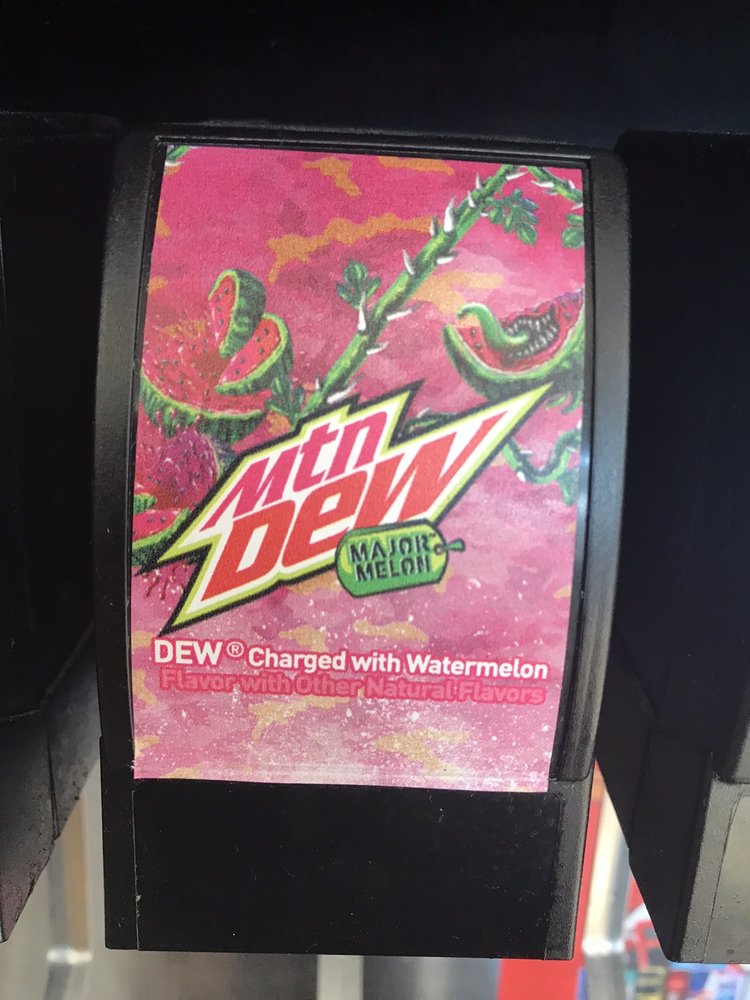 Mtn
Dew
MAJOR
MELON
DEW® Charged with Watermelon
Flavor with Other Natural Flavors